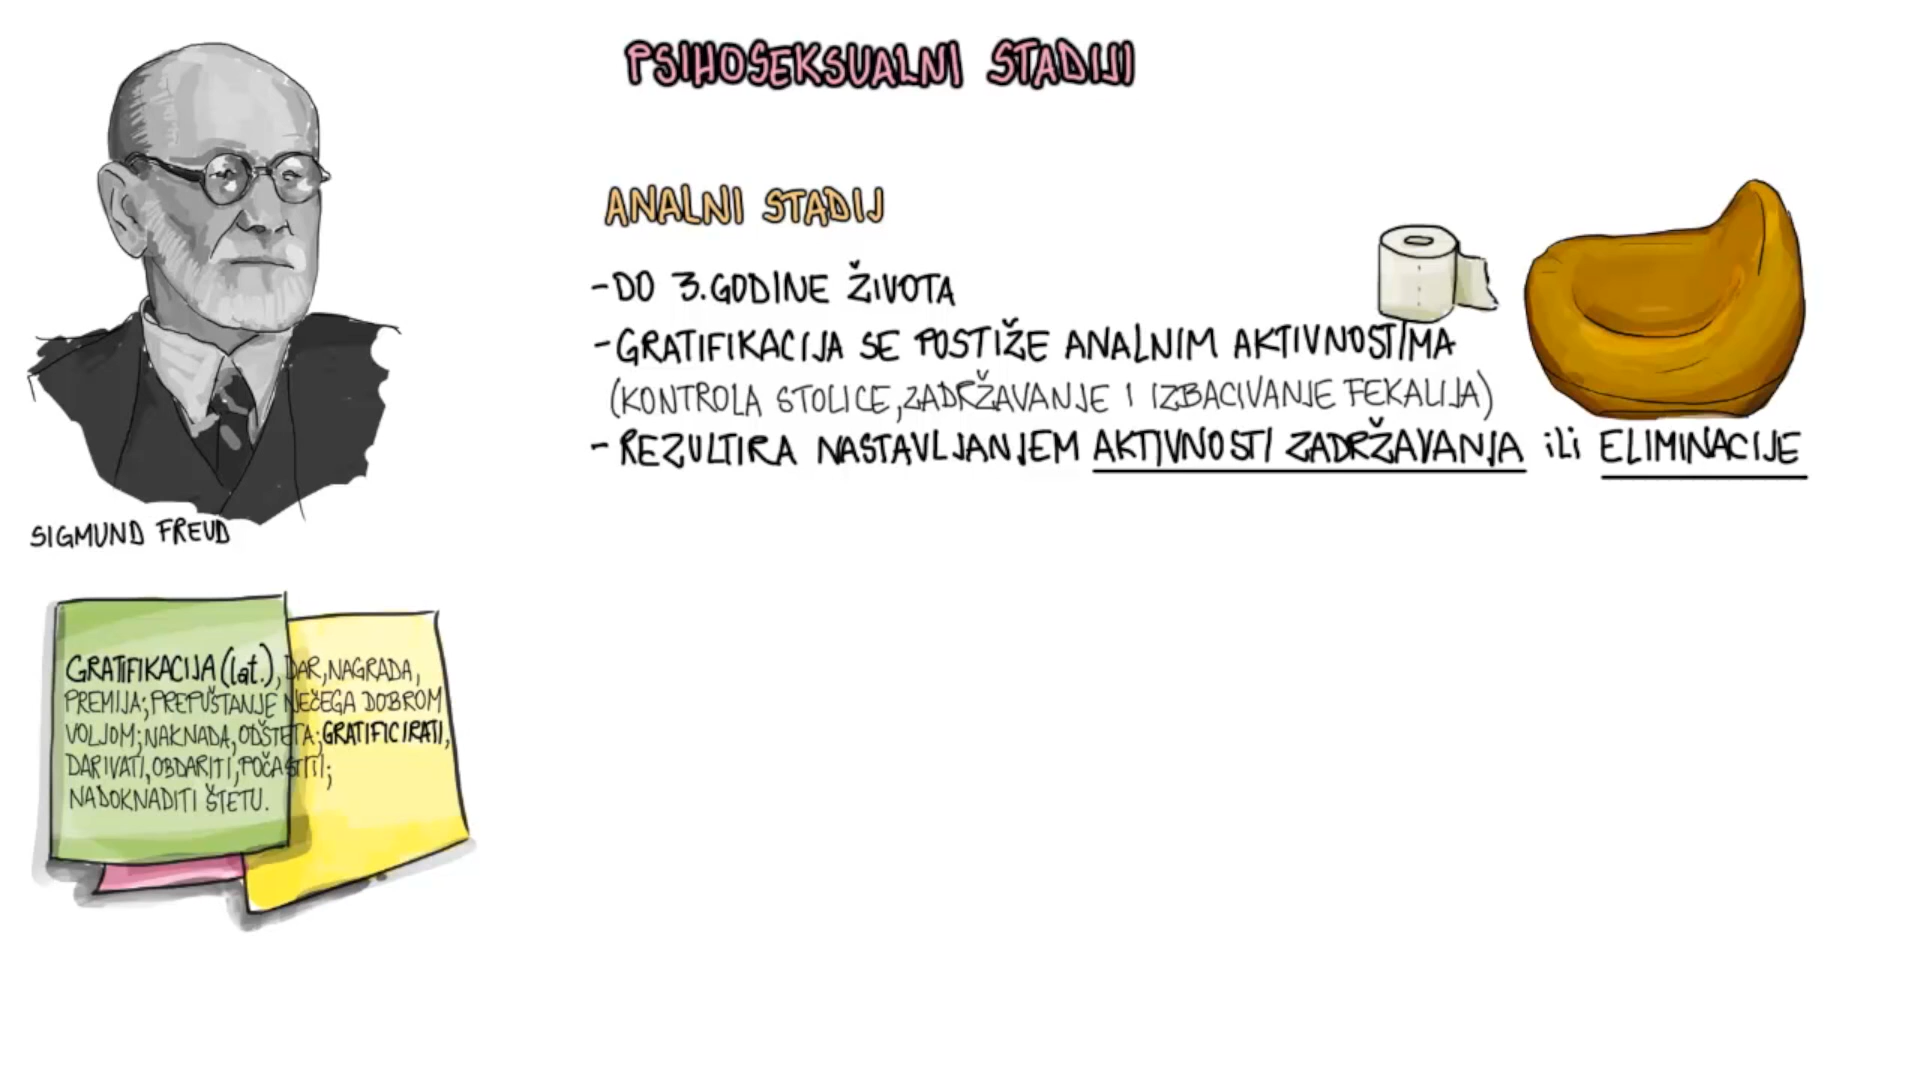 PSIHOSEKSUALNI STADIJI
ANALNI STADIJ
-DO 3.GODINE ŽIVOTA
-GRATIFIKACIJA SE POSTIŽE ANALNIM AKTIVNOSTIMA
(KONTROLA STOLICE,ZADRŽAVANJE I IZBACIVANJE FEKALIJA)
-REZULTIRA NASTAVLJANJEM AKTIVNOSTI ZADRŽAVANJA ili ELIMINACIJE
SIGMUND FREUD
GRATIFIKACIJA (lat.), DAR, NAGRADA,
PREMIJA; PREPUŠTANJE NEČEGA DOBROM
VOLJOM; NAKNADA, ODŠTETA; GRATIFICIRATI,
DARIVATI, OBDARITI, POČASTITI;
NADOKNADITI ŠTETU.